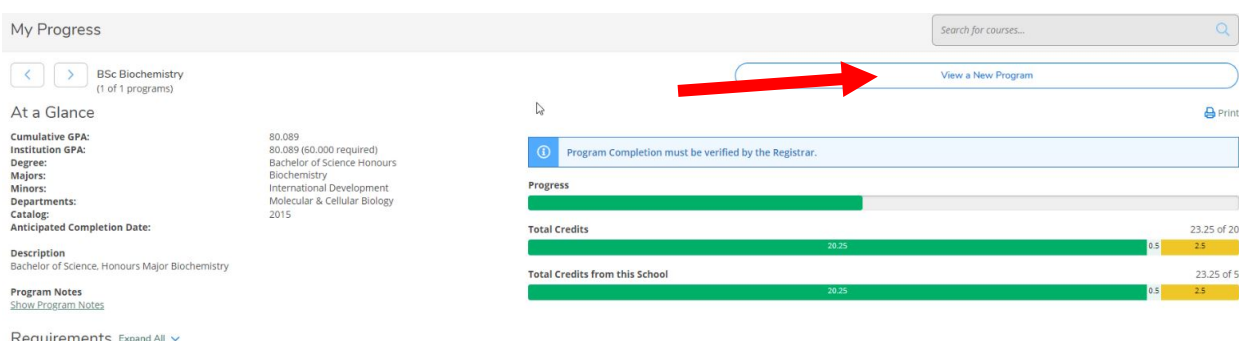 My Progress
Search for courses...
BSc Biochemistry
(1 of 1 programs)
View a New Program
At a Glance
Print
Cumulative GPA: 80.089
Institution GPA: 80.089 (60.000 required)
Degree: Bachelor of Science Honours
Majors: Biochemistry
Minors: International Development
Departments: Molecular & Cellular Biology
Catalog: 2015
Anticipated Completion Date:
Description
Bachelor of Science, Honours Major Biochemistry
Program Notes
Show Program Notes
Program Completion must be verified by the Registrar.
Progress
Total Credits 23.25 of 20
20.25 0.5 2.5
Total Credits from this School 23.25 of 5
20.25 0.5 2.5
Requirements Expand All